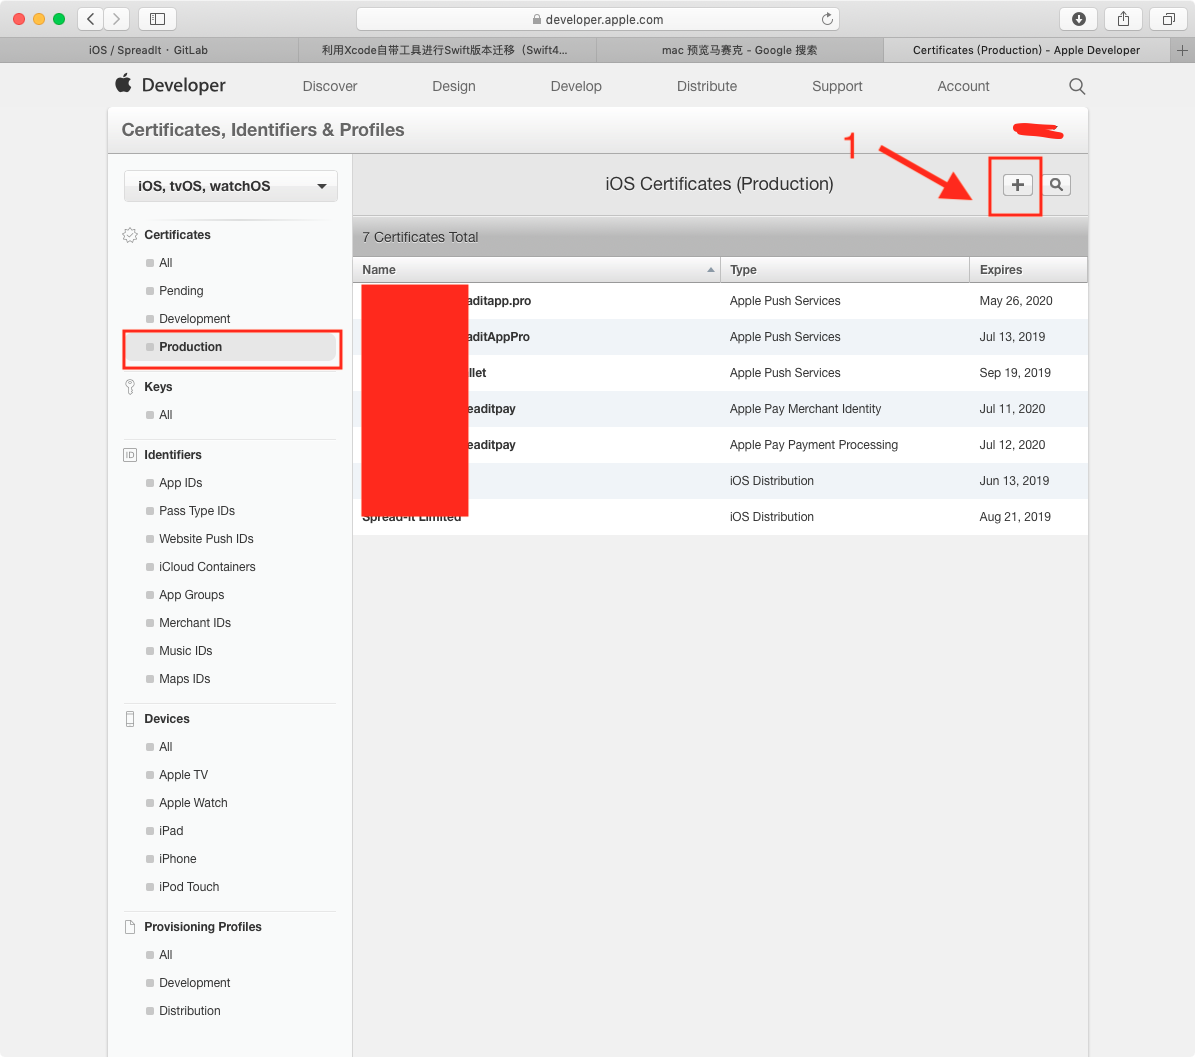 developer.apple.com
iOS / SpreadIt · GitLab
利用Xcode自带工具进行Swift版本迁移（Swift4...
mac 预览马赛克 - Google 搜索
Certificates (Production) - Apple Developer
Developer
Discover
Design
Develop
Distribute
Support
Account
Certificates, Identifiers & Profiles
1
iOS, tvOS, watchOS
iOS Certificates (Production)
Certificates
All
Pending
Development
Production
Keys
All
Identifiers
ID
App IDs
Pass Type IDs
Website Push IDs
iCloud Containers
App Groups
Merchant IDs
Music IDs
Maps IDs
Devices
All
Apple TV
Apple Watch
iPad
iPhone
iPod Touch
Provisioning Profiles
All
Development
Distribution
7 Certificates Total
Name Type Expires
aditapp.pro Apple Push Services May 26, 2020
aditAppPro Apple Push Services Jul 13, 2019
llet Apple Push Services Sep 19, 2019
eaditpay Apple Pay Merchant Identity Jul 11, 2020
eaditpay Apple Pay Payment Processing Jul 12, 2020
iOS Distribution Jun 13, 2019
Spread-it Limited iOS Distribution Aug 21, 2019